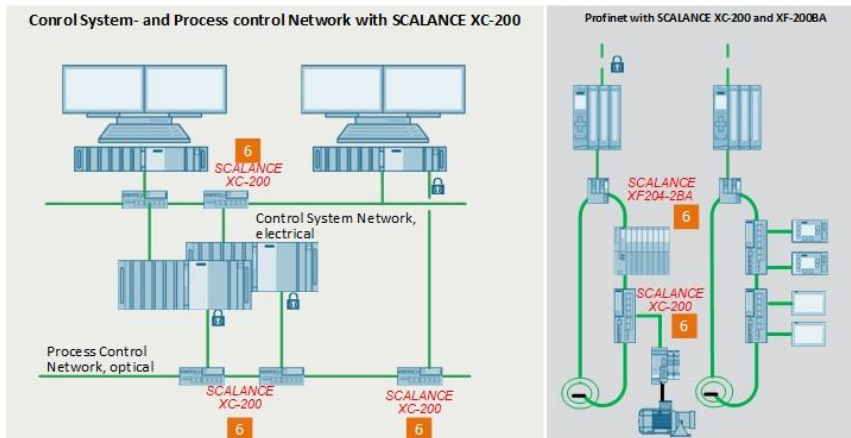 Conrol System- and Process control Network with SCALANCE XC-200
6
SCALANCE
XC-200
Control System Network,
electrical
Process Control
Network, optical
SCALANCE
XC-200
6
SCALANCE
XC-200
6
Profinet with SCALANCE XC-200 and XF-200BA
SCALANCE
XF204-2BA
6
SCALANCE
XC-200
6